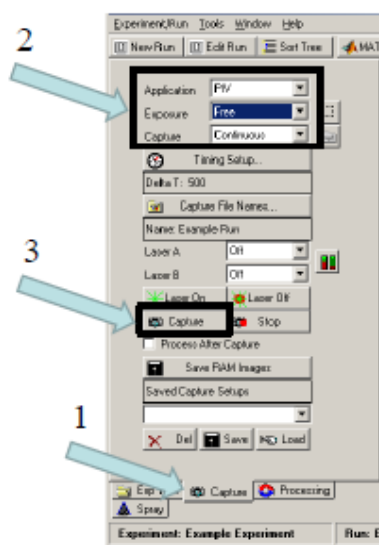 Experiment/Run Tools Window Help
New Run Edit Run Sort Tree MAT
2
Application PIV
Exposure Free
Capture Continuous
Timing Setup...
Delta T: 500
Capture File Names...
Name: Example Run
Laser A Off
Laser B Off
3
Laser On Laser Off
Capture Stop
Process After Capture
Save RAM Images
Saved Capture Setups
1
Del Save Load
Capture Processing
Spray
Experiment: Example Experiment Run: E